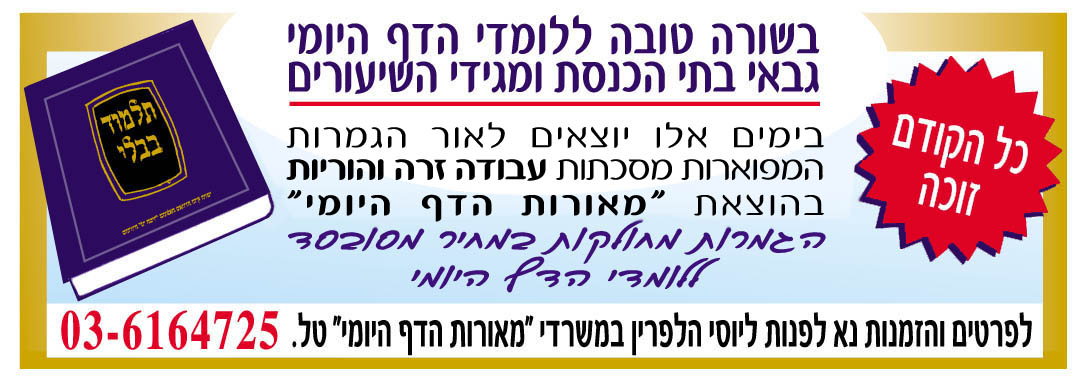 בשורה טובה ללומדי הדף היומי
גבאי בתי הכנסת ומגידי השיעורים
בימים אלו יוצאים לאור הגמרות
המפוארות מסכתות עבודה זרה והוריות
בהוצאת "מאורות הדף היומי"
הגמרות מחולקות במחיר מסובסד
ללומדי הדף היומי
כל הקודם
זוכה
תלמוד
בבלי
לפרטים והזמנות נא לפנות ליוסי הלפרין במשרדי "מאורות הדף היומי" טל. 03-6164725